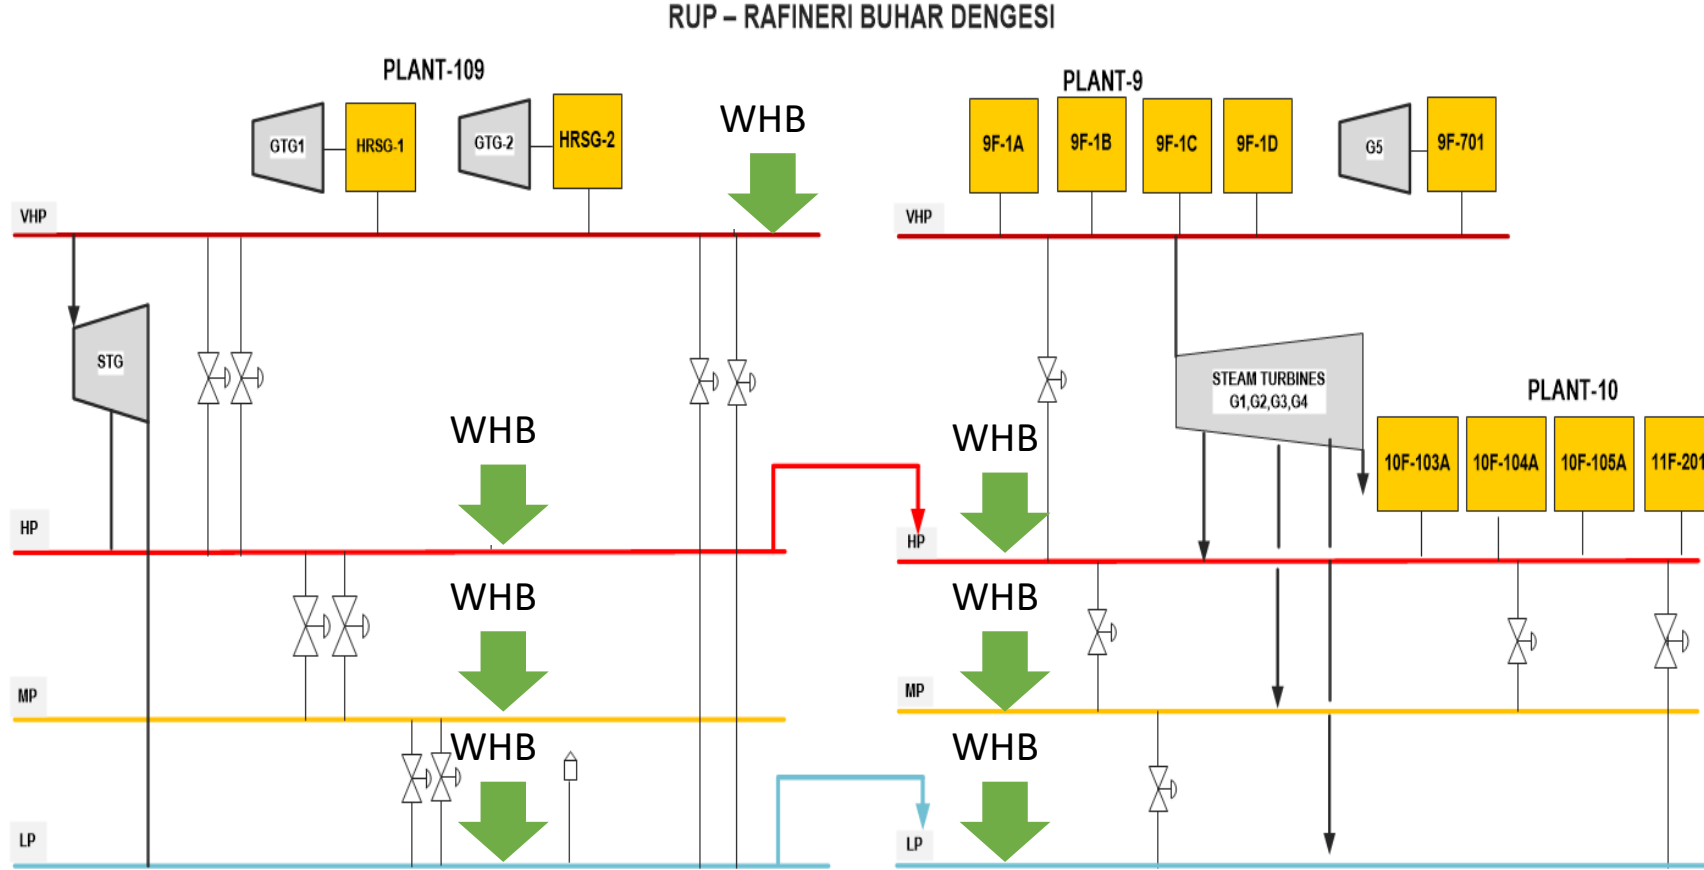 RUP – RAFINERI BUHAR DENGESI
PLANT-109
PLANT-9
GTG1
HRSG-1
GTG-2
HRSG-2
WHB
9F-1A
9F-1B
9F-1C
9F-1D
G5
9F-701
VHP
VHP
STG
STEAM TURBINES
G1,G2,G3,G4
PLANT-10
WHB
WHB
10F-103A
10F-104A
10F-105A
11F-201
HP
HP
WHB
WHB
MP
MP
WHB
WHB
LP
LP